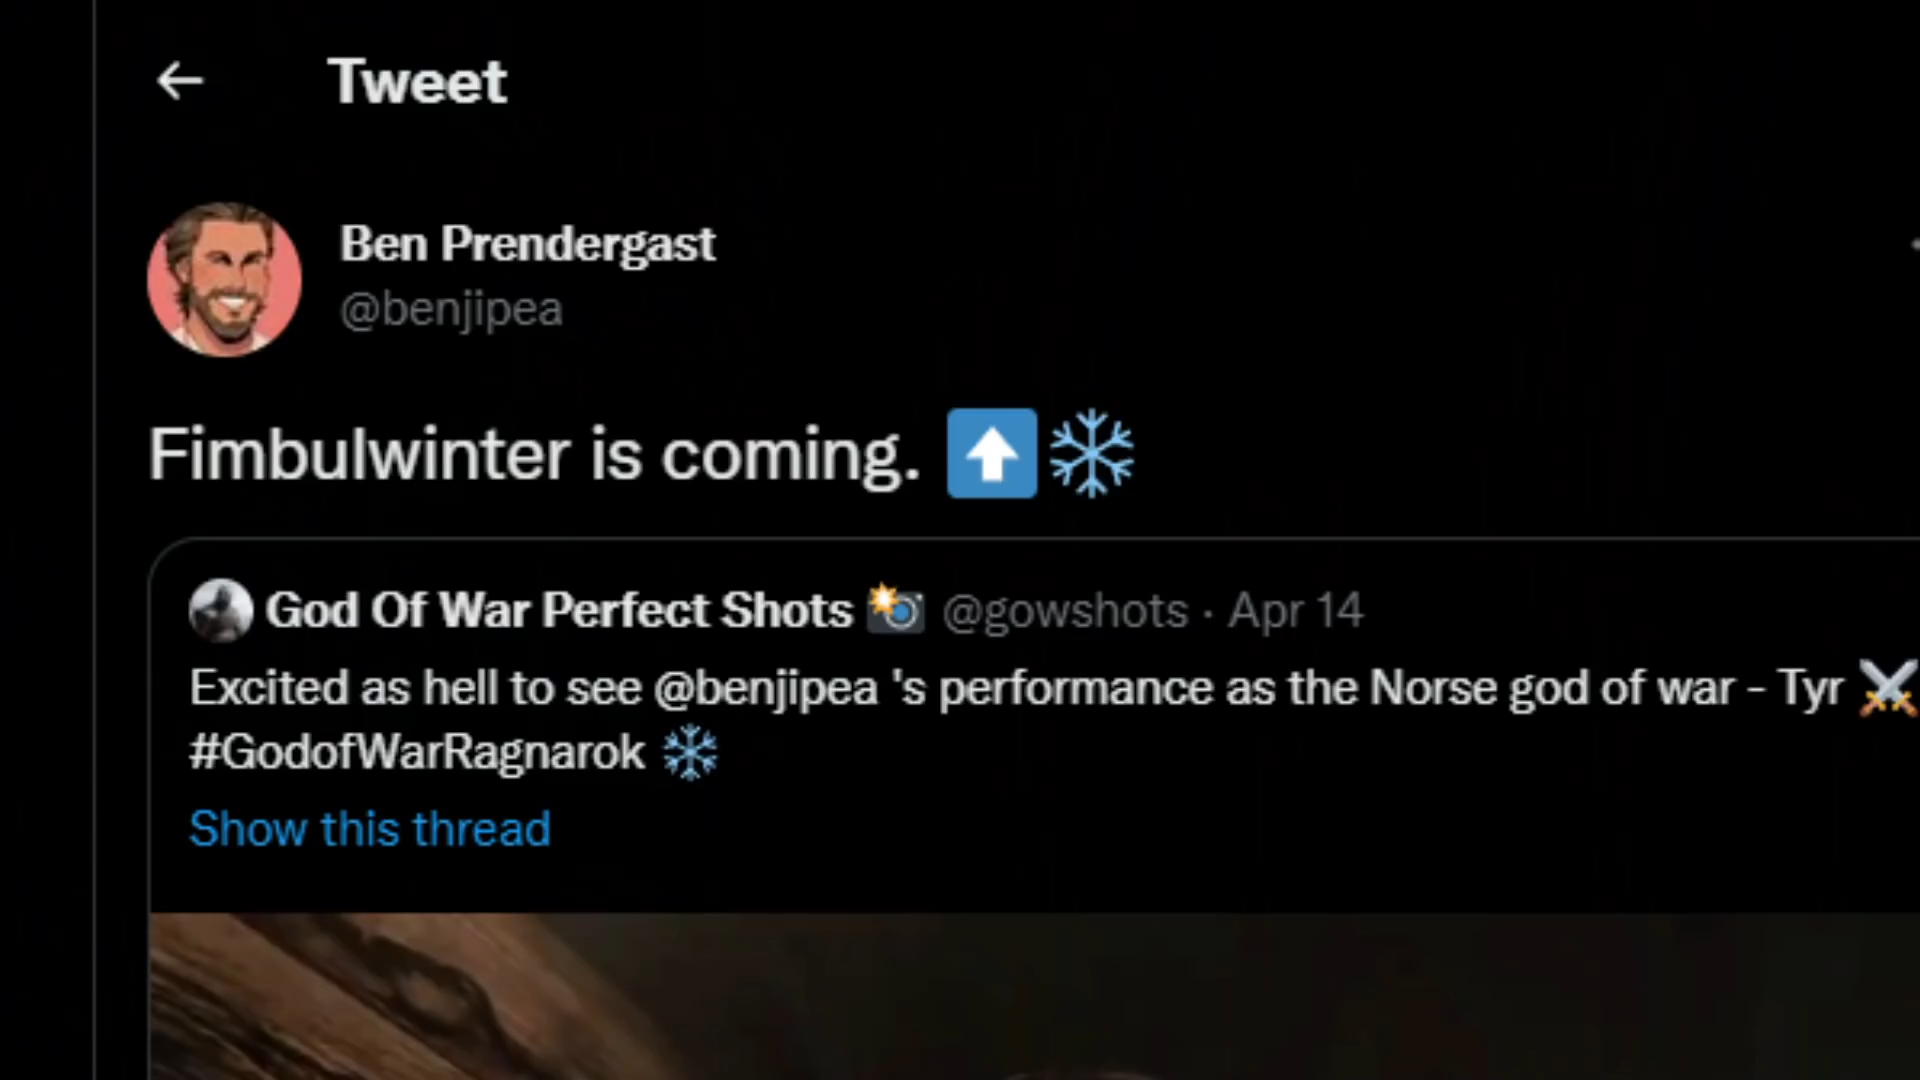 Tweet
Ben Prendergast
@benjipea
Fimbulwinter is coming. ⬆️❄️
God Of War Perfect Shots 📸 @gowshots · Apr 14
Excited as hell to see @benjipea 's performance as the Norse god of war - Tyr ⚔️
#GodofWarRagnarok ❄️
Show this thread